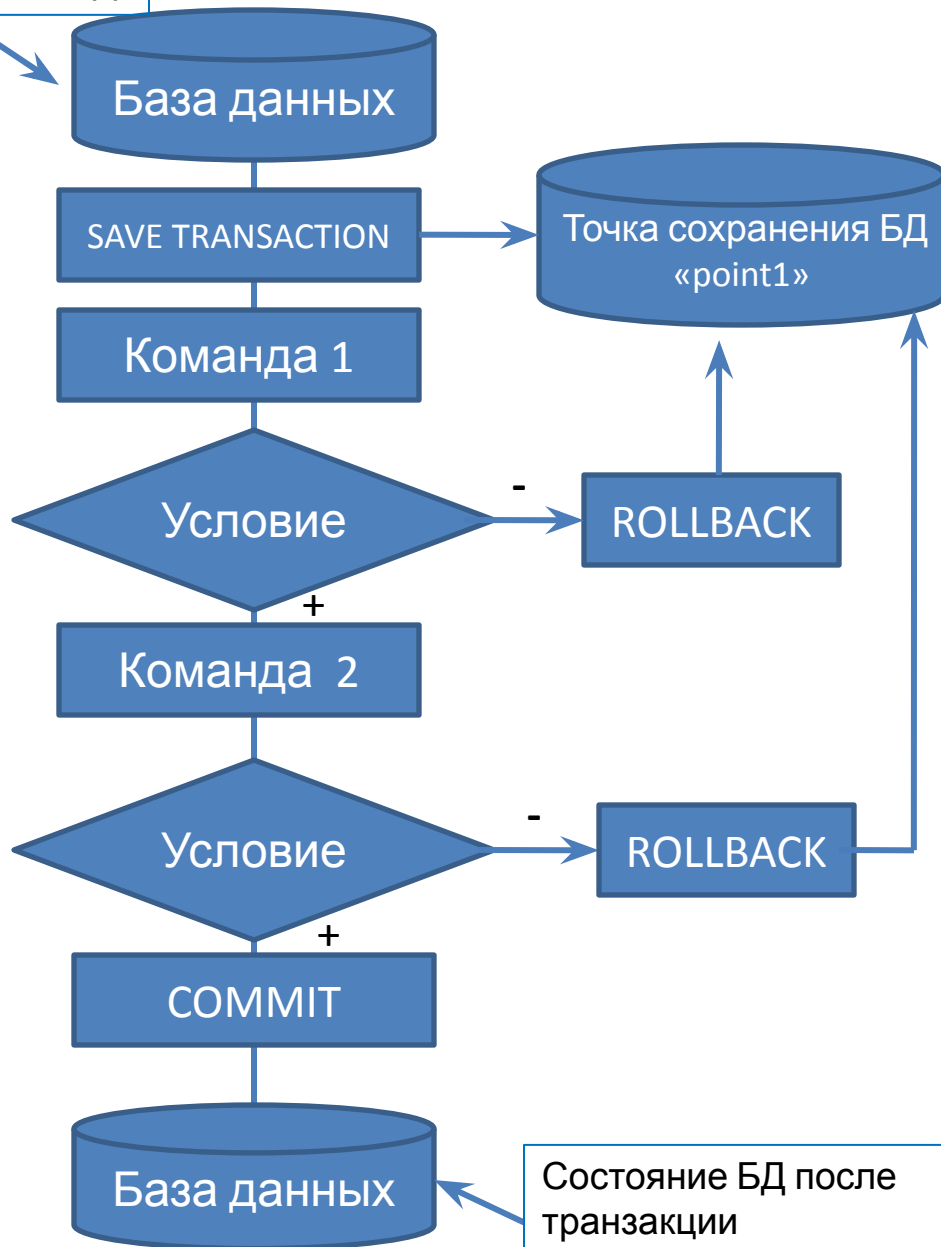 База данных
SAVE TRANSACTION
Точка сохранения БД
«point1»
Команда 1
Условие
-
ROLLBACK
+
Команда 2
Условие
-
ROLLBACK
+
COMMIT
База данных
Состояние БД после
транзакции